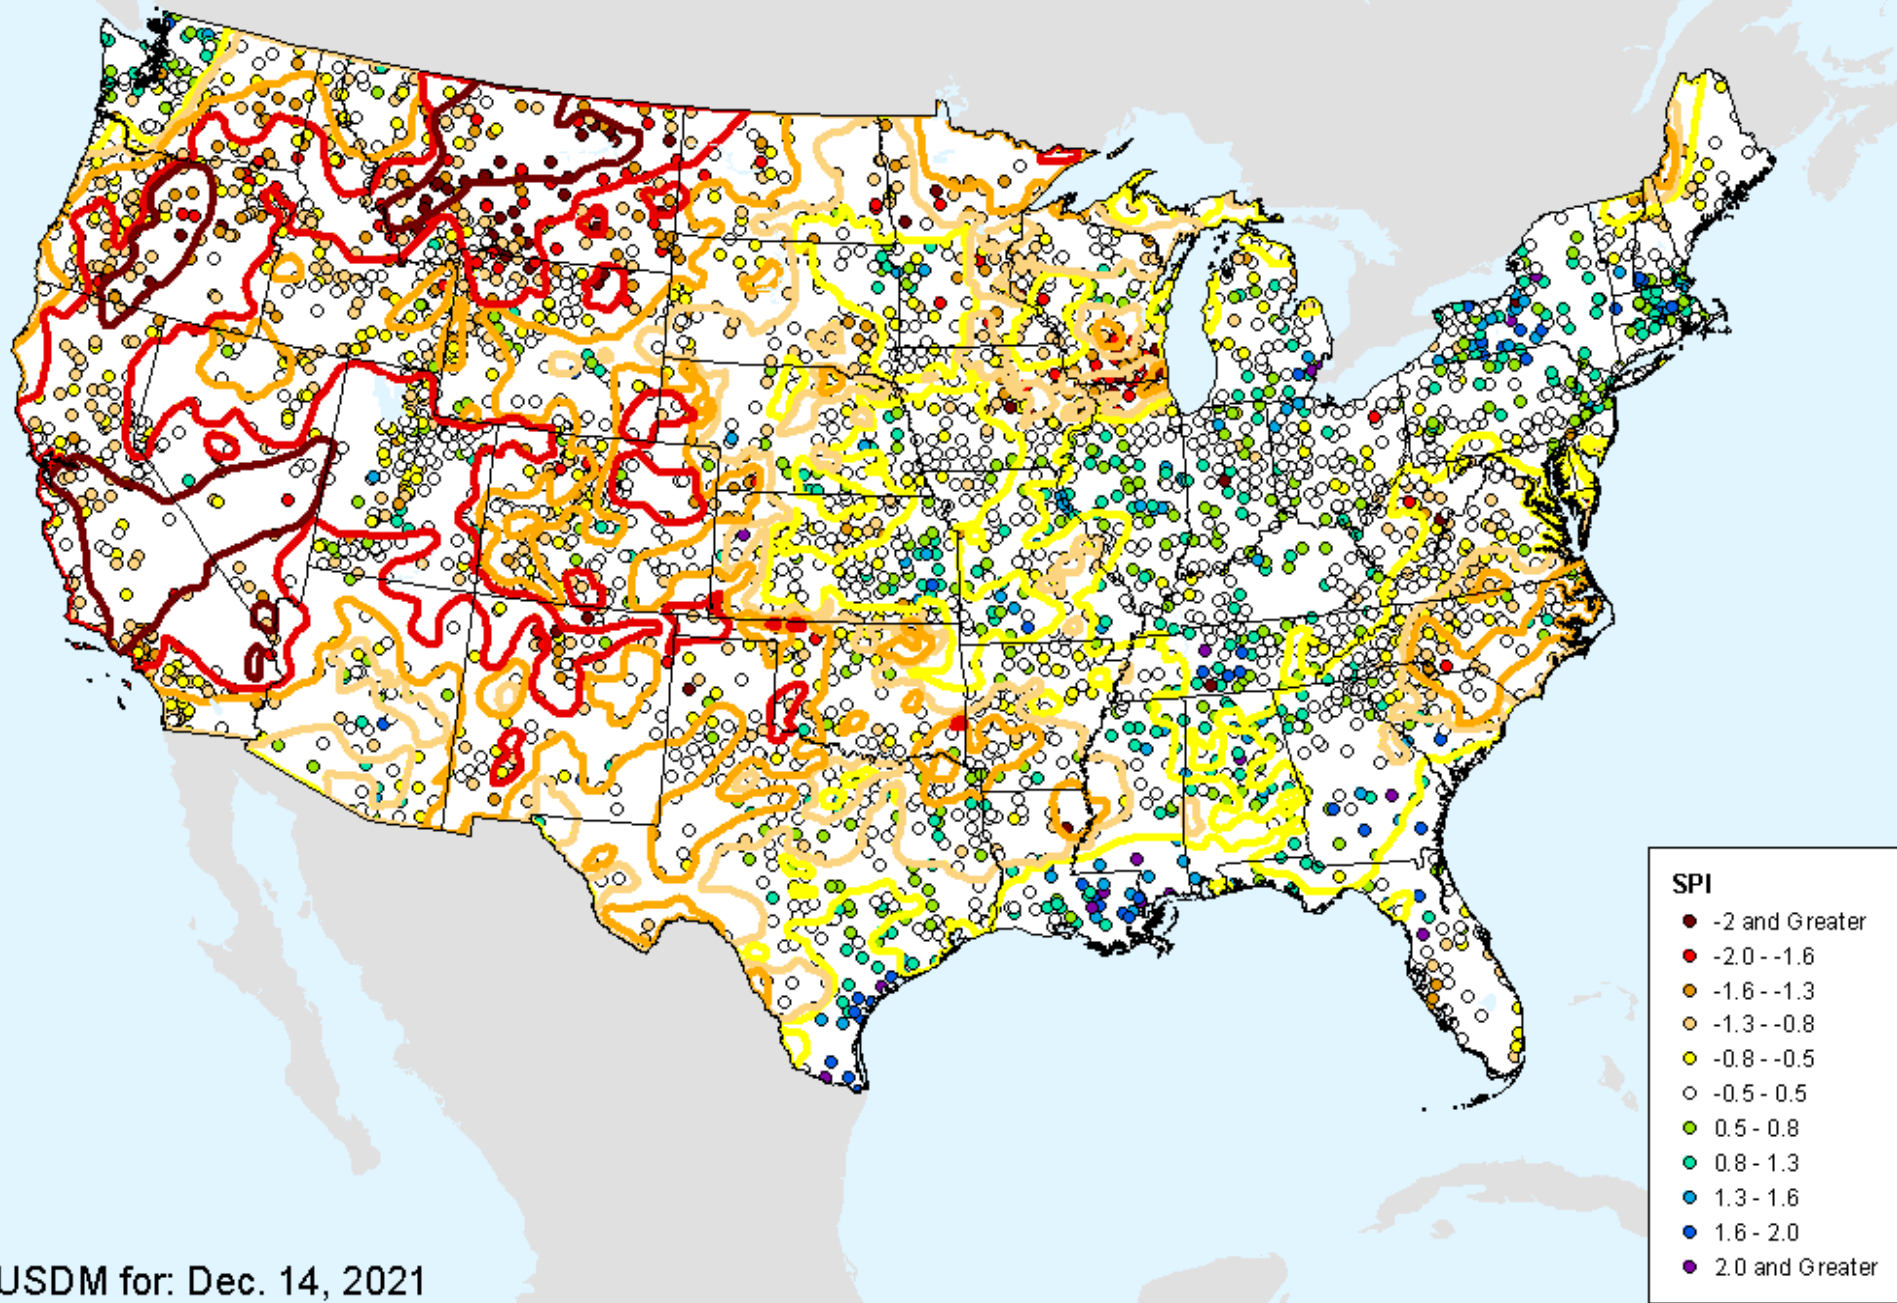 SPI
-2 and Greater
-2.0 - -1.6
-1.6 - -1.3
-1.3 - -0.8
-0.8 - -0.5
-0.5 - 0.5
0.5 - 0.8
0.8 - 1.3
1.3 - 1.6
1.6 - 2.0
2.0 and Greater
USDM for: Dec. 14, 2021